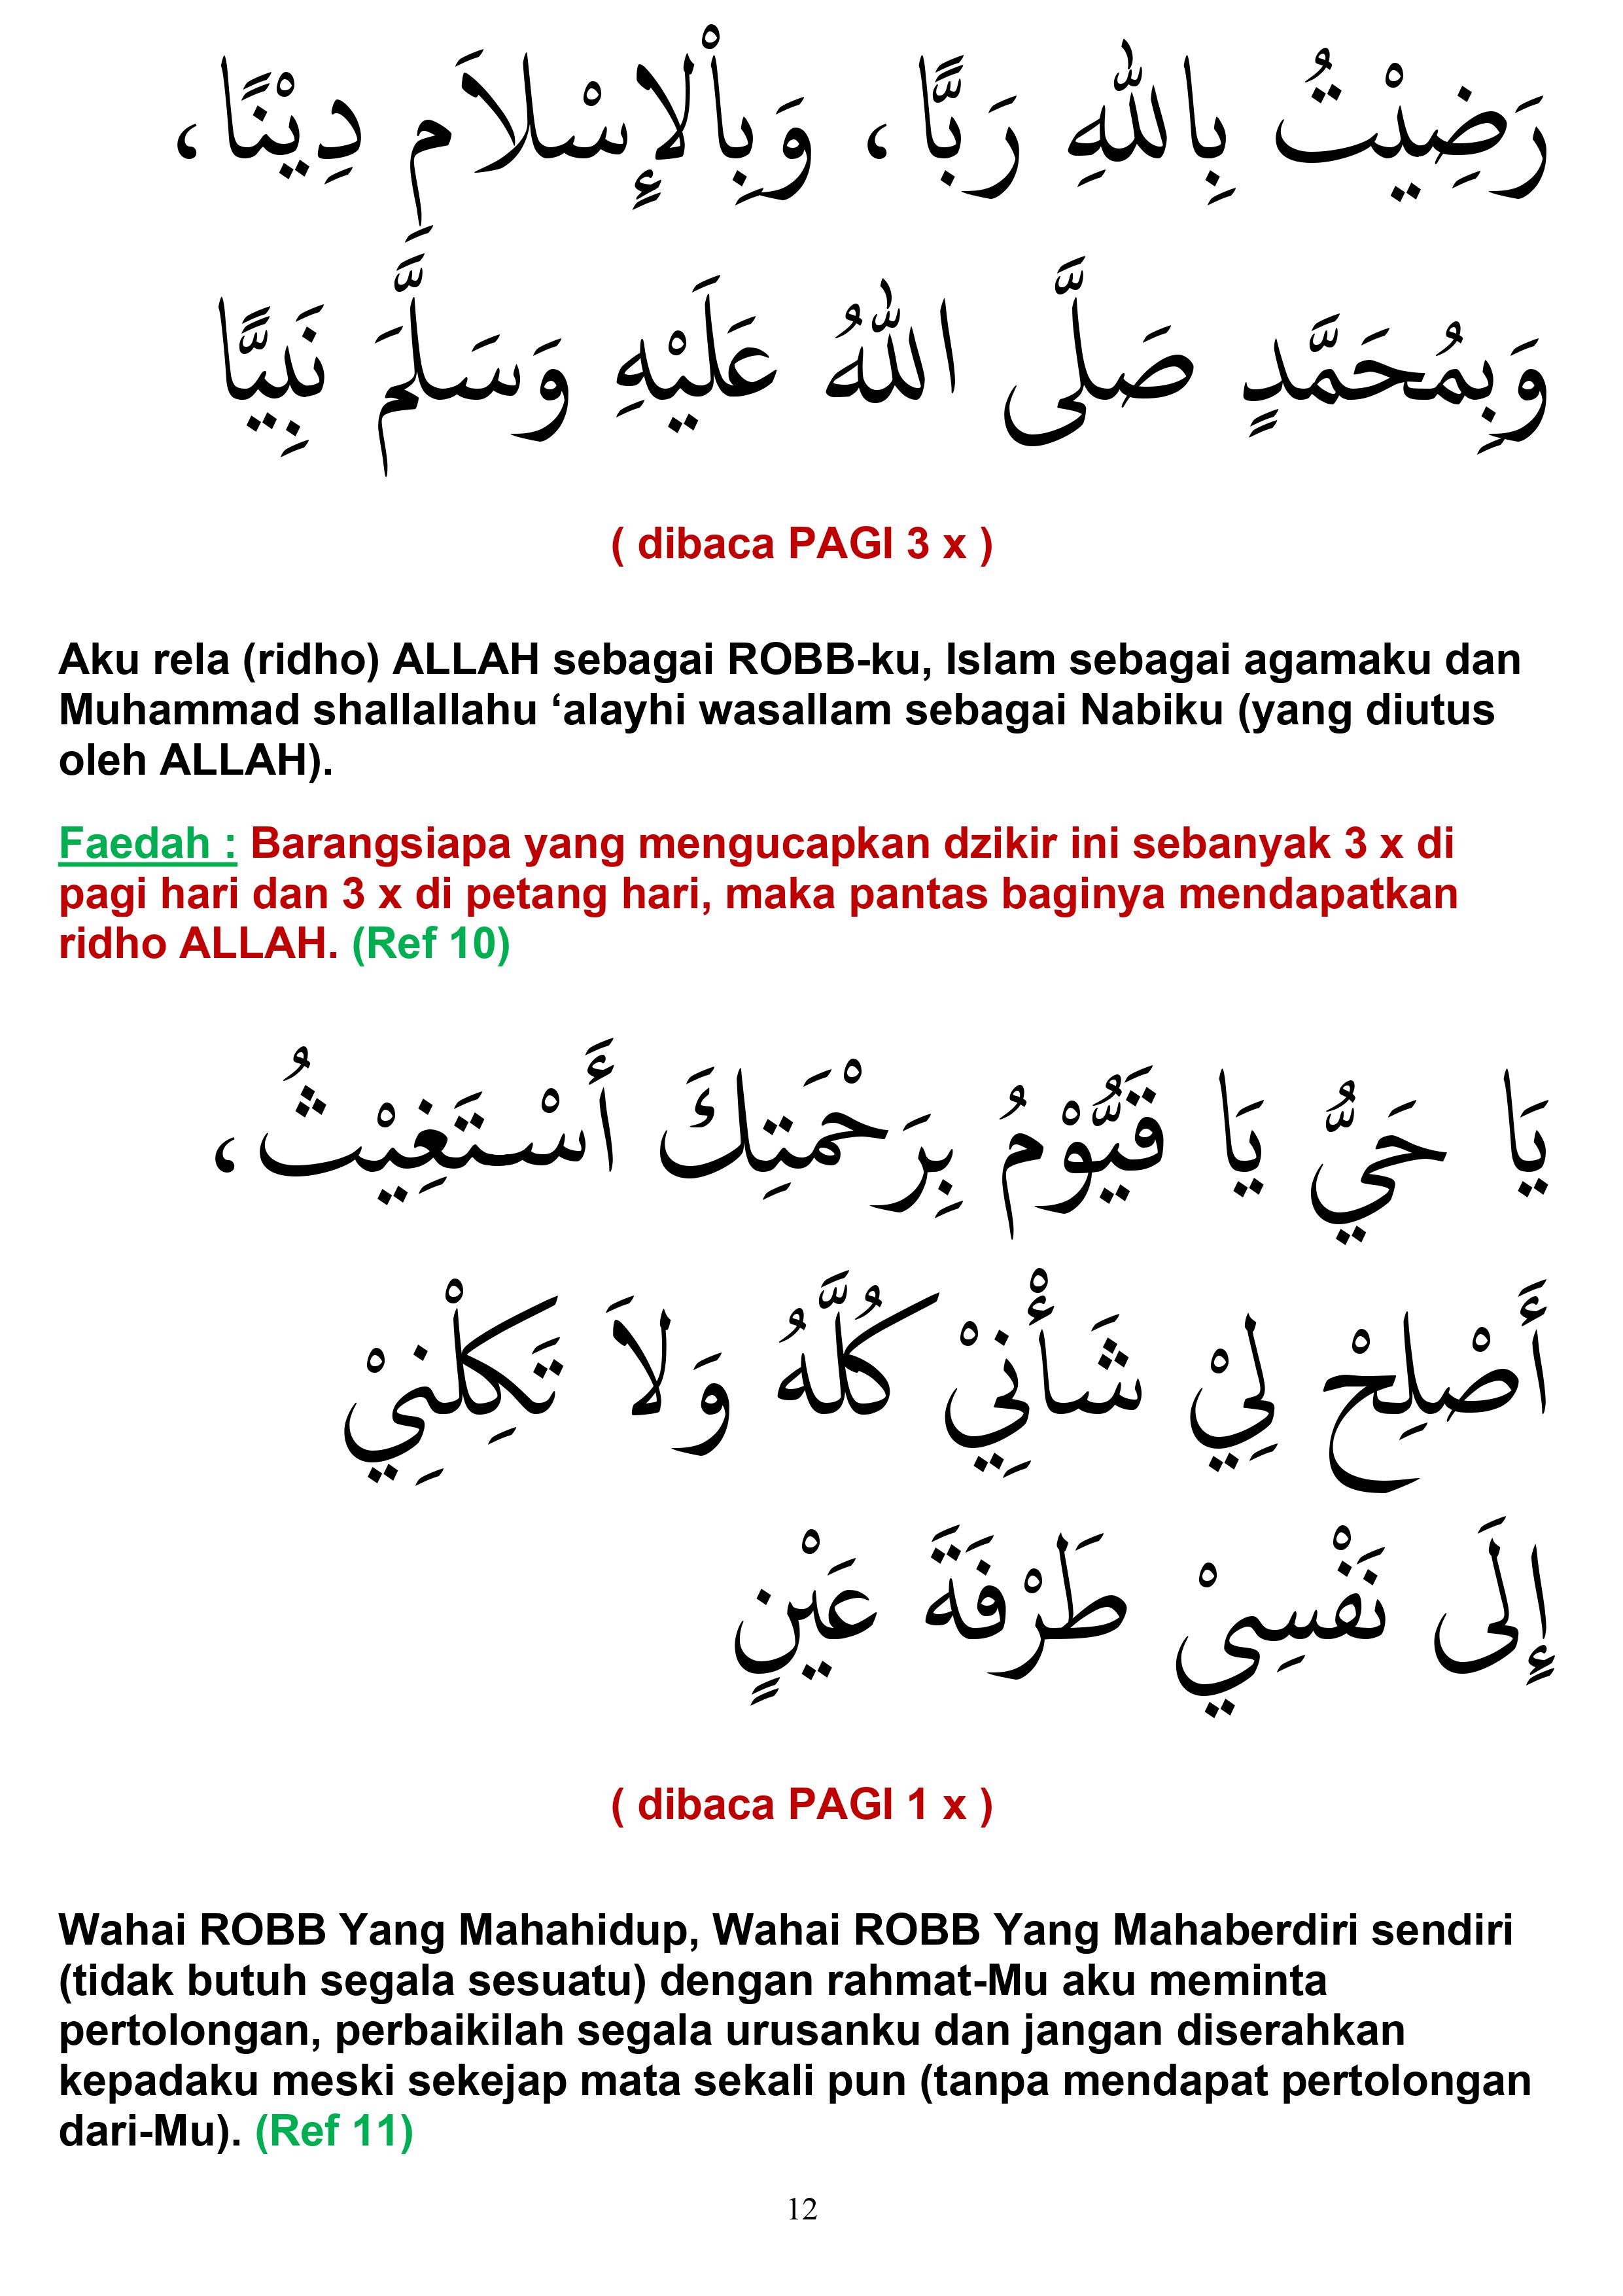 رَضِيْتُ بِاللهِ رَبًّا، وَبِاْلإِسْلاَمِ دِيْنًا،
وَبِمُحَمَّدٍ صَلَّى اللهُ عَلَيْهِ وَسَلَّمَ نَبِيًّا
( dibaca PAGI 3 x )
Aku rela (ridho) ALLAH sebagai ROBB-ku, Islam sebagai agamaku dan
Muhammad shallallahu ‘alayhi wasallam sebagai Nabiku (yang diutus
oleh ALLAH).
Faedah : Barangsiapa yang mengucapkan dzikir ini sebanyak 3 x di
pagi hari dan 3 x di petang hari, maka pantas baginya mendapatkan
ridho ALLAH. (Ref 10)
يَا حَيُّ يَا قَيُّوْمُ بِرَحْمَتِكَ أَسْتَغِيْثُ،
أَصْلِحْ لِيْ شَأْنِيْ كُلَّهُ وَلاَ تَكِلْنِيْ
إِلَى نَفْسِيْ طَرْفَةَ عَيْنٍ
( dibaca PAGI 1 x )
Wahai ROBB Yang Mahahidup, Wahai ROBB Yang Mahaberdiri sendiri
(tidak butuh segala sesuatu) dengan rahmat-Mu aku meminta
pertolongan, perbaikilah segala urusanku dan jangan diserahkan
kepadaku meski sekejap mata sekali pun (tanpa mendapat pertolongan
dari-Mu). (Ref 11)
12